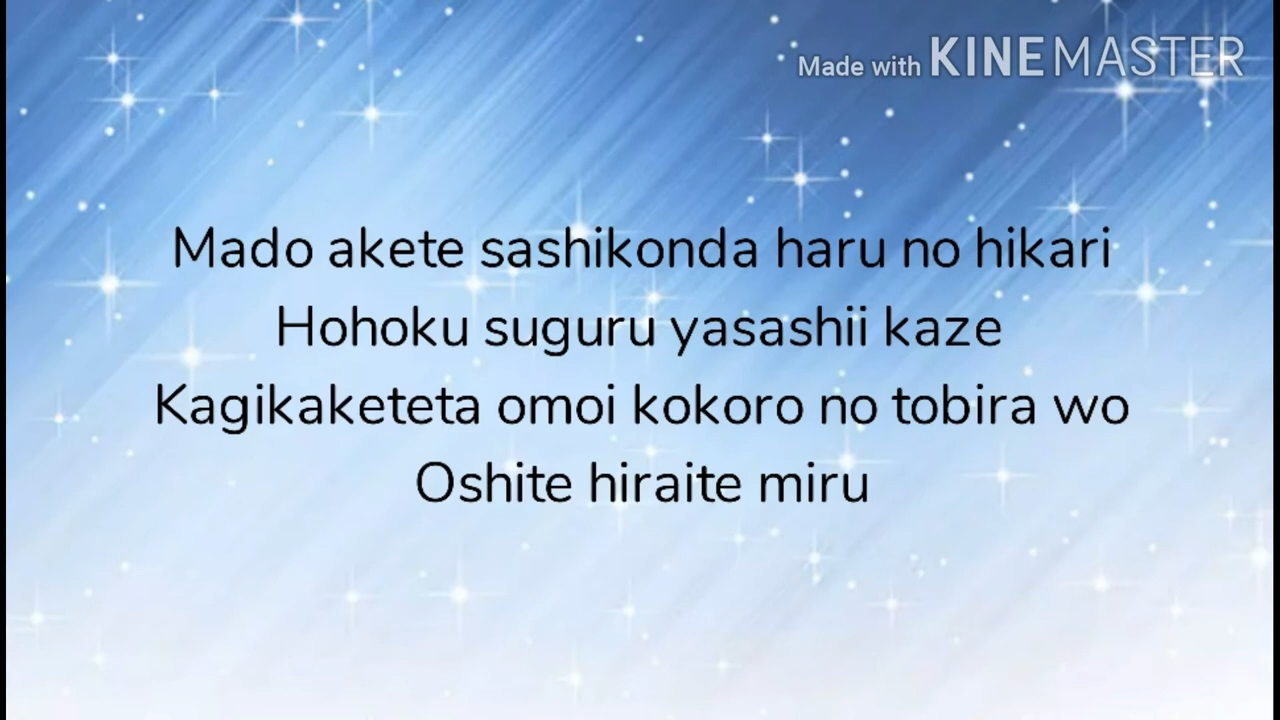 Made with KINEMASTER
Mado akete sashikonda haru no hikari
Hohoku suguru yasashii kaze
Kagikaketeta omoi kokoro no tobira wo
Oshite hiraite miru